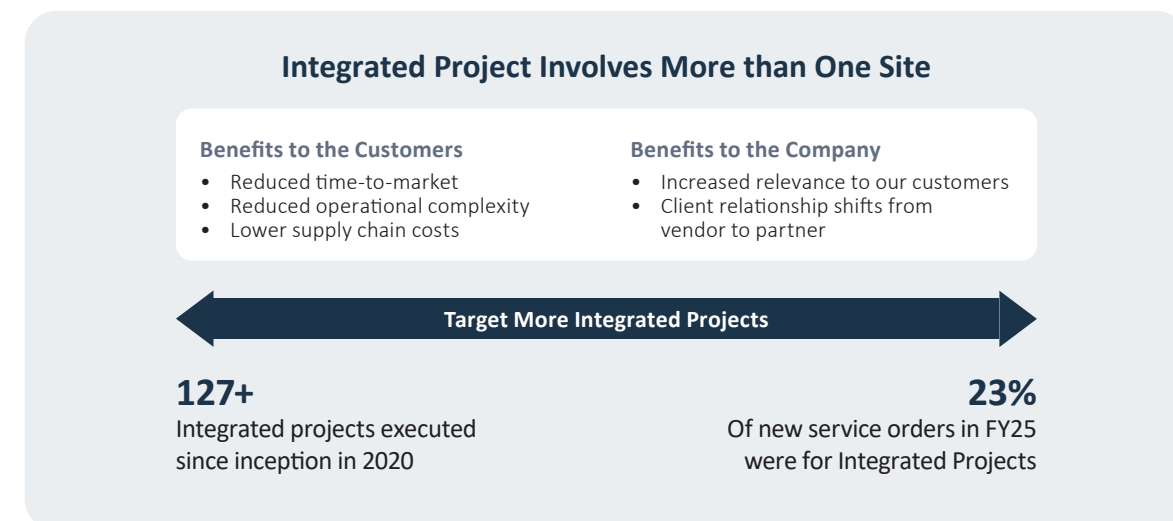 Integrated Project Involves More than One Site
Benefits to the Customers
• Reduced time-to-market
• Reduced operational complexity
• Lower supply chain costs
Benefits to the Company
• Increased relevance to our customers
• Client relationship shifts from
vendor to partner
Target More Integrated Projects
127+
Integrated projects executed
since inception in 2020
23%
Of new service orders in FY25
were for Integrated Projects